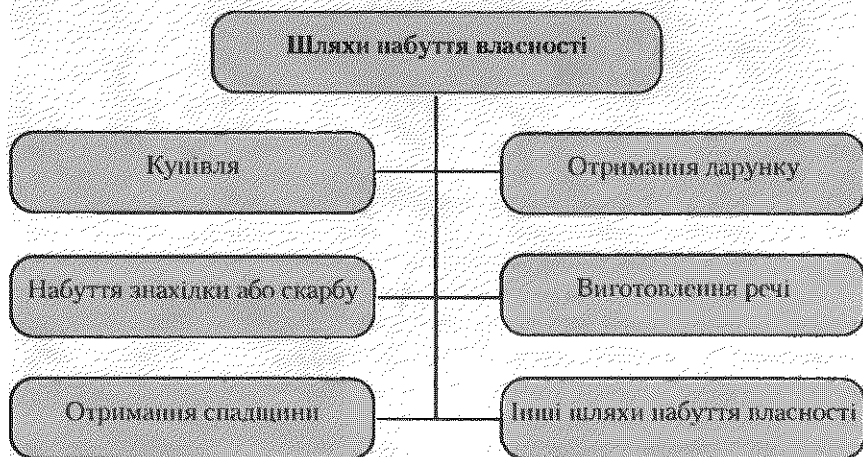 Шляхи набуття власності
Купівля
Отримання дарунку
Набуття знахідки або скарбу
Виготовлення речі
Отримання спадщини
Інші шляхи набуття власності